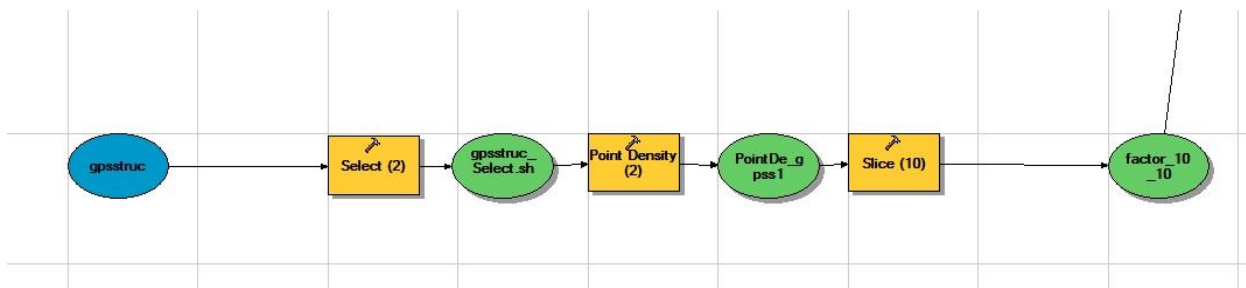 gpsstruc
Select (2)
gpsstruc_
Select.sh
Point Density
(2)
PointDe_g
pss1
Slice (10)
factor_10
_10